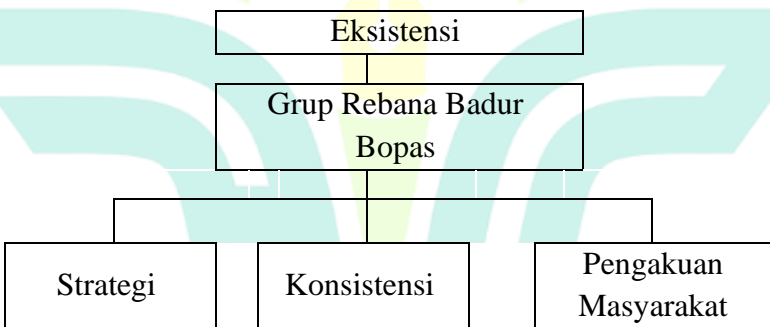 Eksistensi
Grup Rebana Badur
Bopas
Strategi
Konsistensi
Pengakuan
Masyarakat